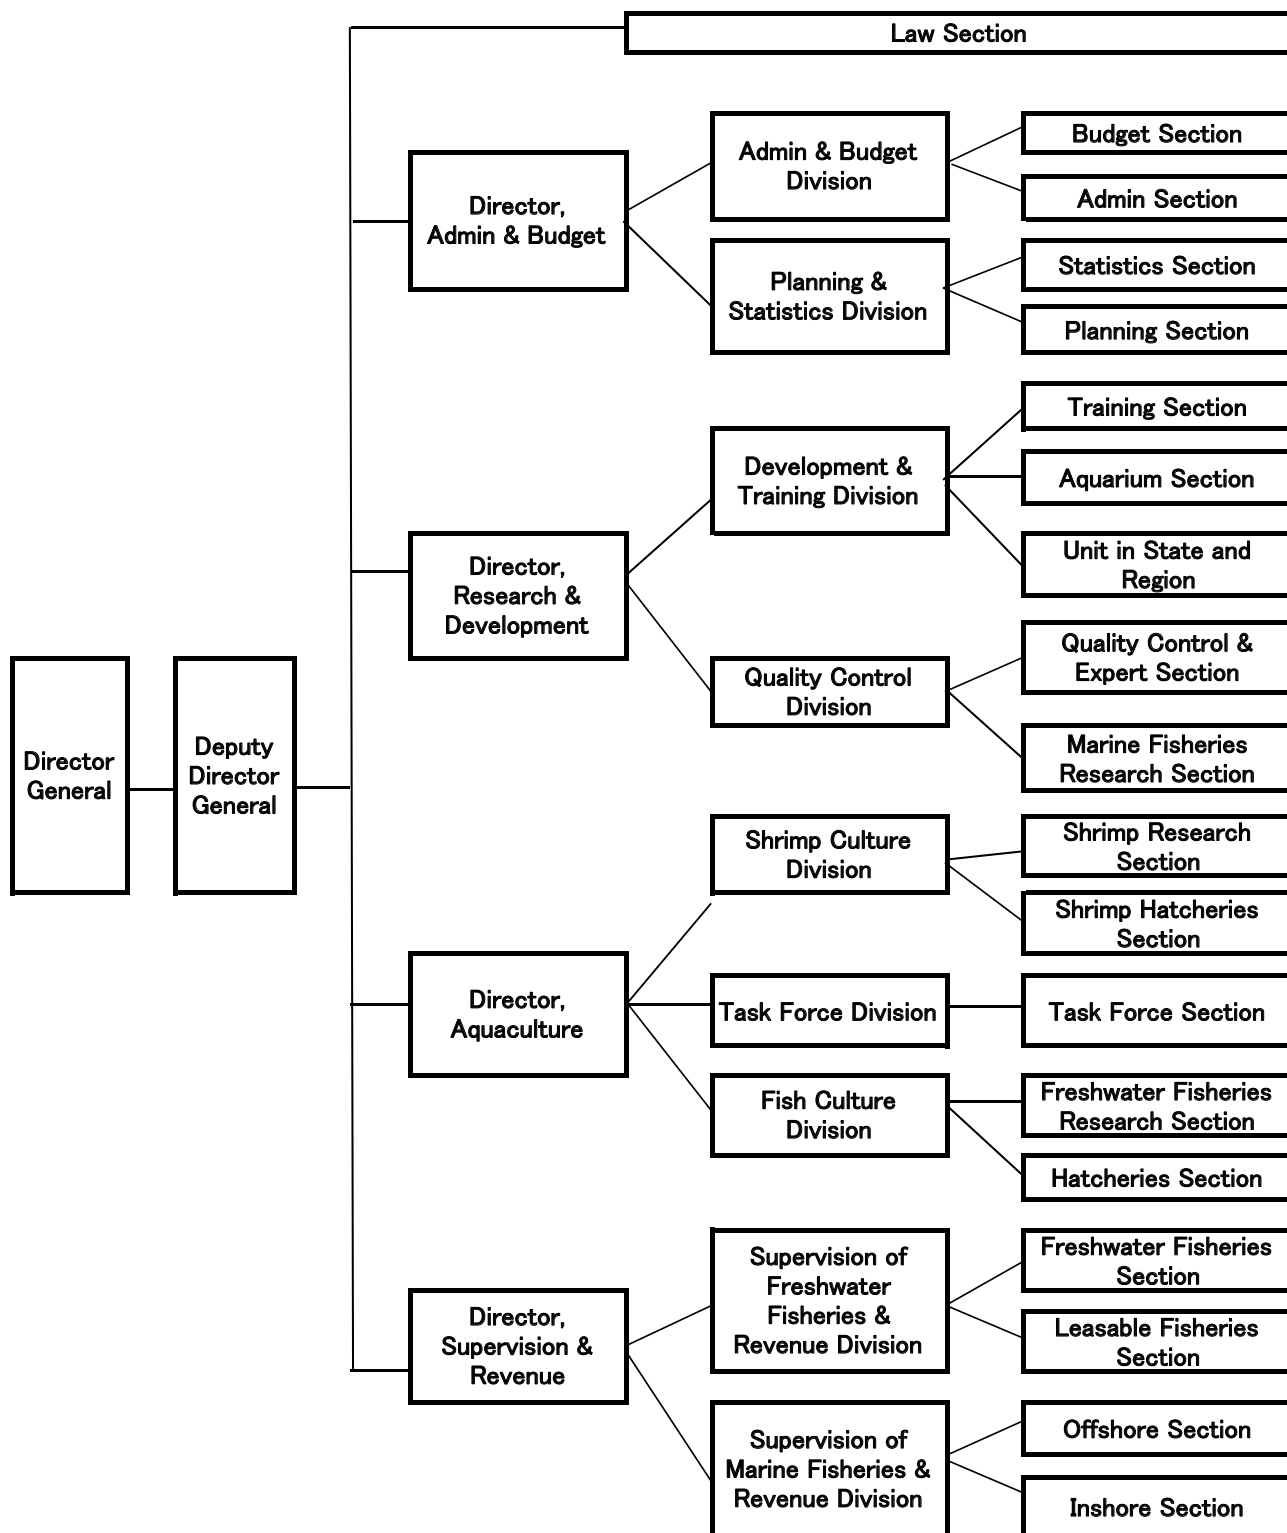 Law Section
Director
General
Deputy
Director
General
Director,
Admin & Budget
Admin & Budget
Division
Budget Section
Admin Section
Planning &
Statistics Division
Statistics Section
Planning Section
Director,
Research &
Development
Development &
Training Division
Training Section
Aquarium Section
Unit in State and
Region
Quality Control
Division
Quality Control &
Expert Section
Marine Fisheries
Research Section
Director,
Aquaculture
Shrimp Culture
Division
Shrimp Research
Section
Shrimp Hatcheries
Section
Task Force Division
Task Force Section
Fish Culture
Division
Freshwater Fisheries
Research Section
Hatcheries Section
Director,
Supervision &
Revenue
Supervision of
Freshwater
Fisheries &
Revenue Division
Freshwater Fisheries
Section
Leasable Fisheries
Section
Supervision of
Marine Fisheries &
Revenue Division
Offshore Section
Inshore Section